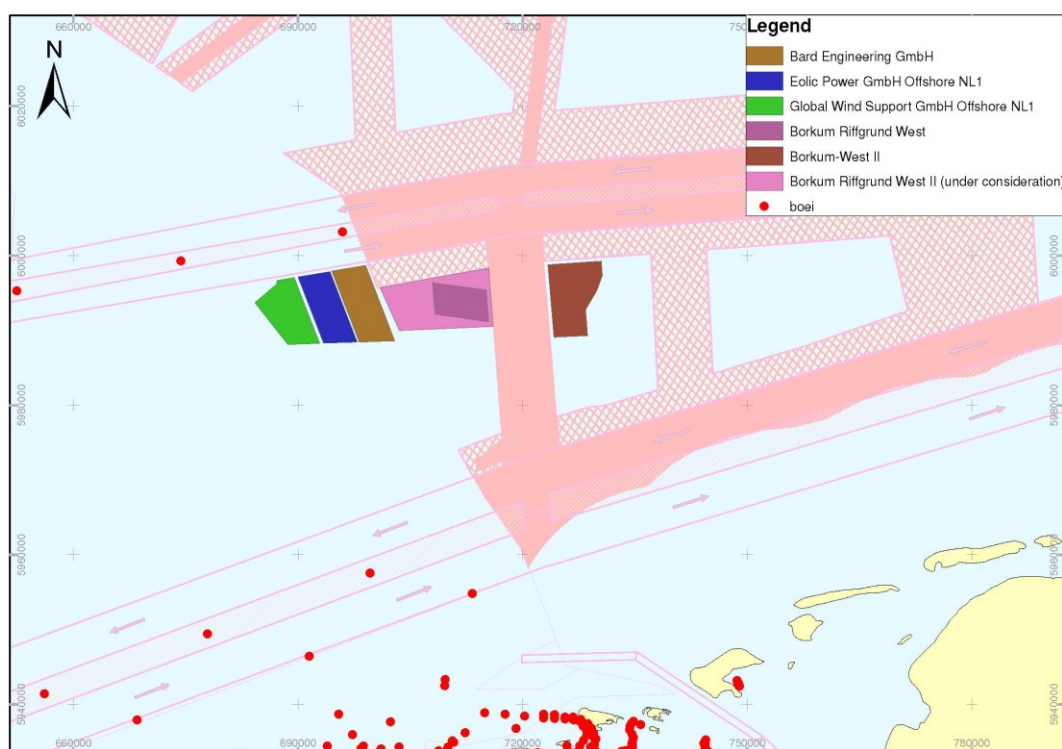 660000
690000
720000
750000
Legend
N
Bard Engineering GmbH
Eolic Power GmbH Offshore NL1
Global Wind Support GmbH Offshore NL1
Borkum Riffgrund West
Borkum-West II
Borkum Riffgrund West II (under consideration)
boei
6020000
6000000
6000000
5980000
5980000
5960000
5960000
5940000
5940000
660000
690000
720000
750000
780000